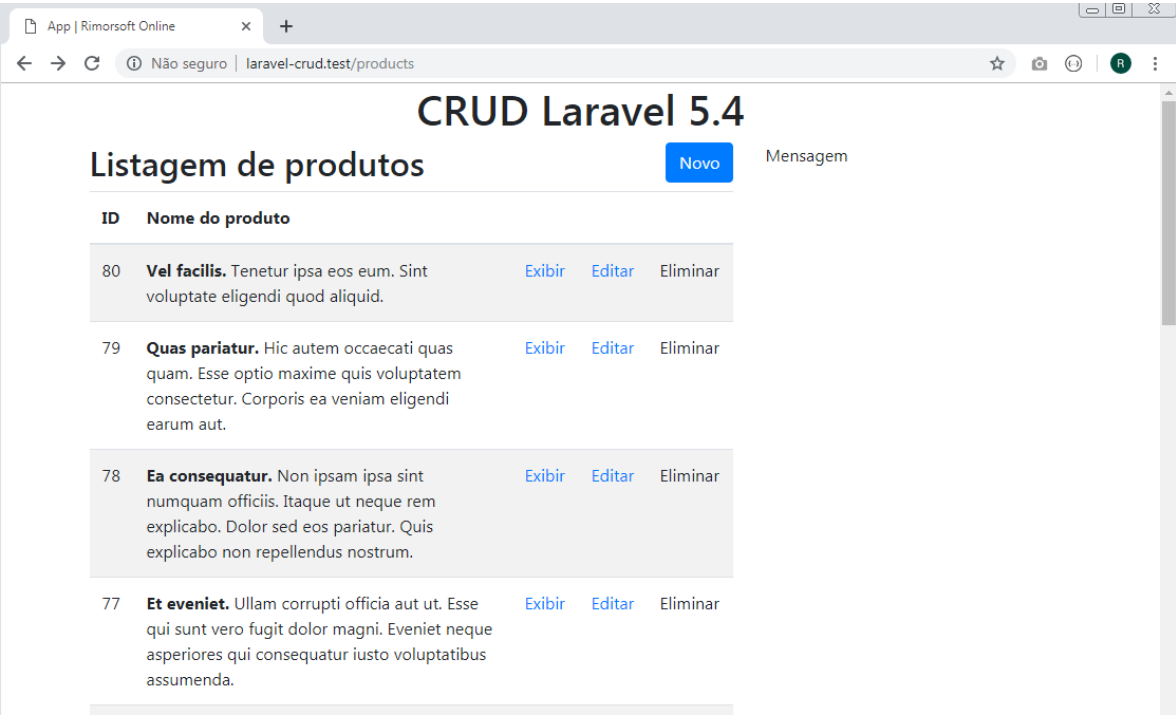 App | Rimorsoft Online
Não seguro | laravel-crud.test/products
R
CRUD Laravel 5.4
Listagem de produtos
Novo
Mensagem
ID Nome do produto
80 Vel facilis. Tenetur ipsa eos eum. Sint Exibir Editar Eliminar
voluptate eligendi quod aliquid.
79 Quas pariatur. Hic autem occaecati quas Exibir Editar Eliminar
quam. Esse optio maxime quis voluptatem
consectetur. Corporis ea veniam eligendi
earum aut.
78 Ea consequatur. Non ipsam ipsa sint Exibir Editar Eliminar
numquam officiis. Itaque ut neque rem
explicabo. Dolor sed eos pariatur. Quis
explicabo non repellendus nostrum.
77 Et eveniet. Ullam corrupti officia aut ut. Esse Exibir Editar Eliminar
qui sunt vero fugit dolor magni. Eveniet neque
asperiores qui consequatur iusto voluptatibus
assumenda.